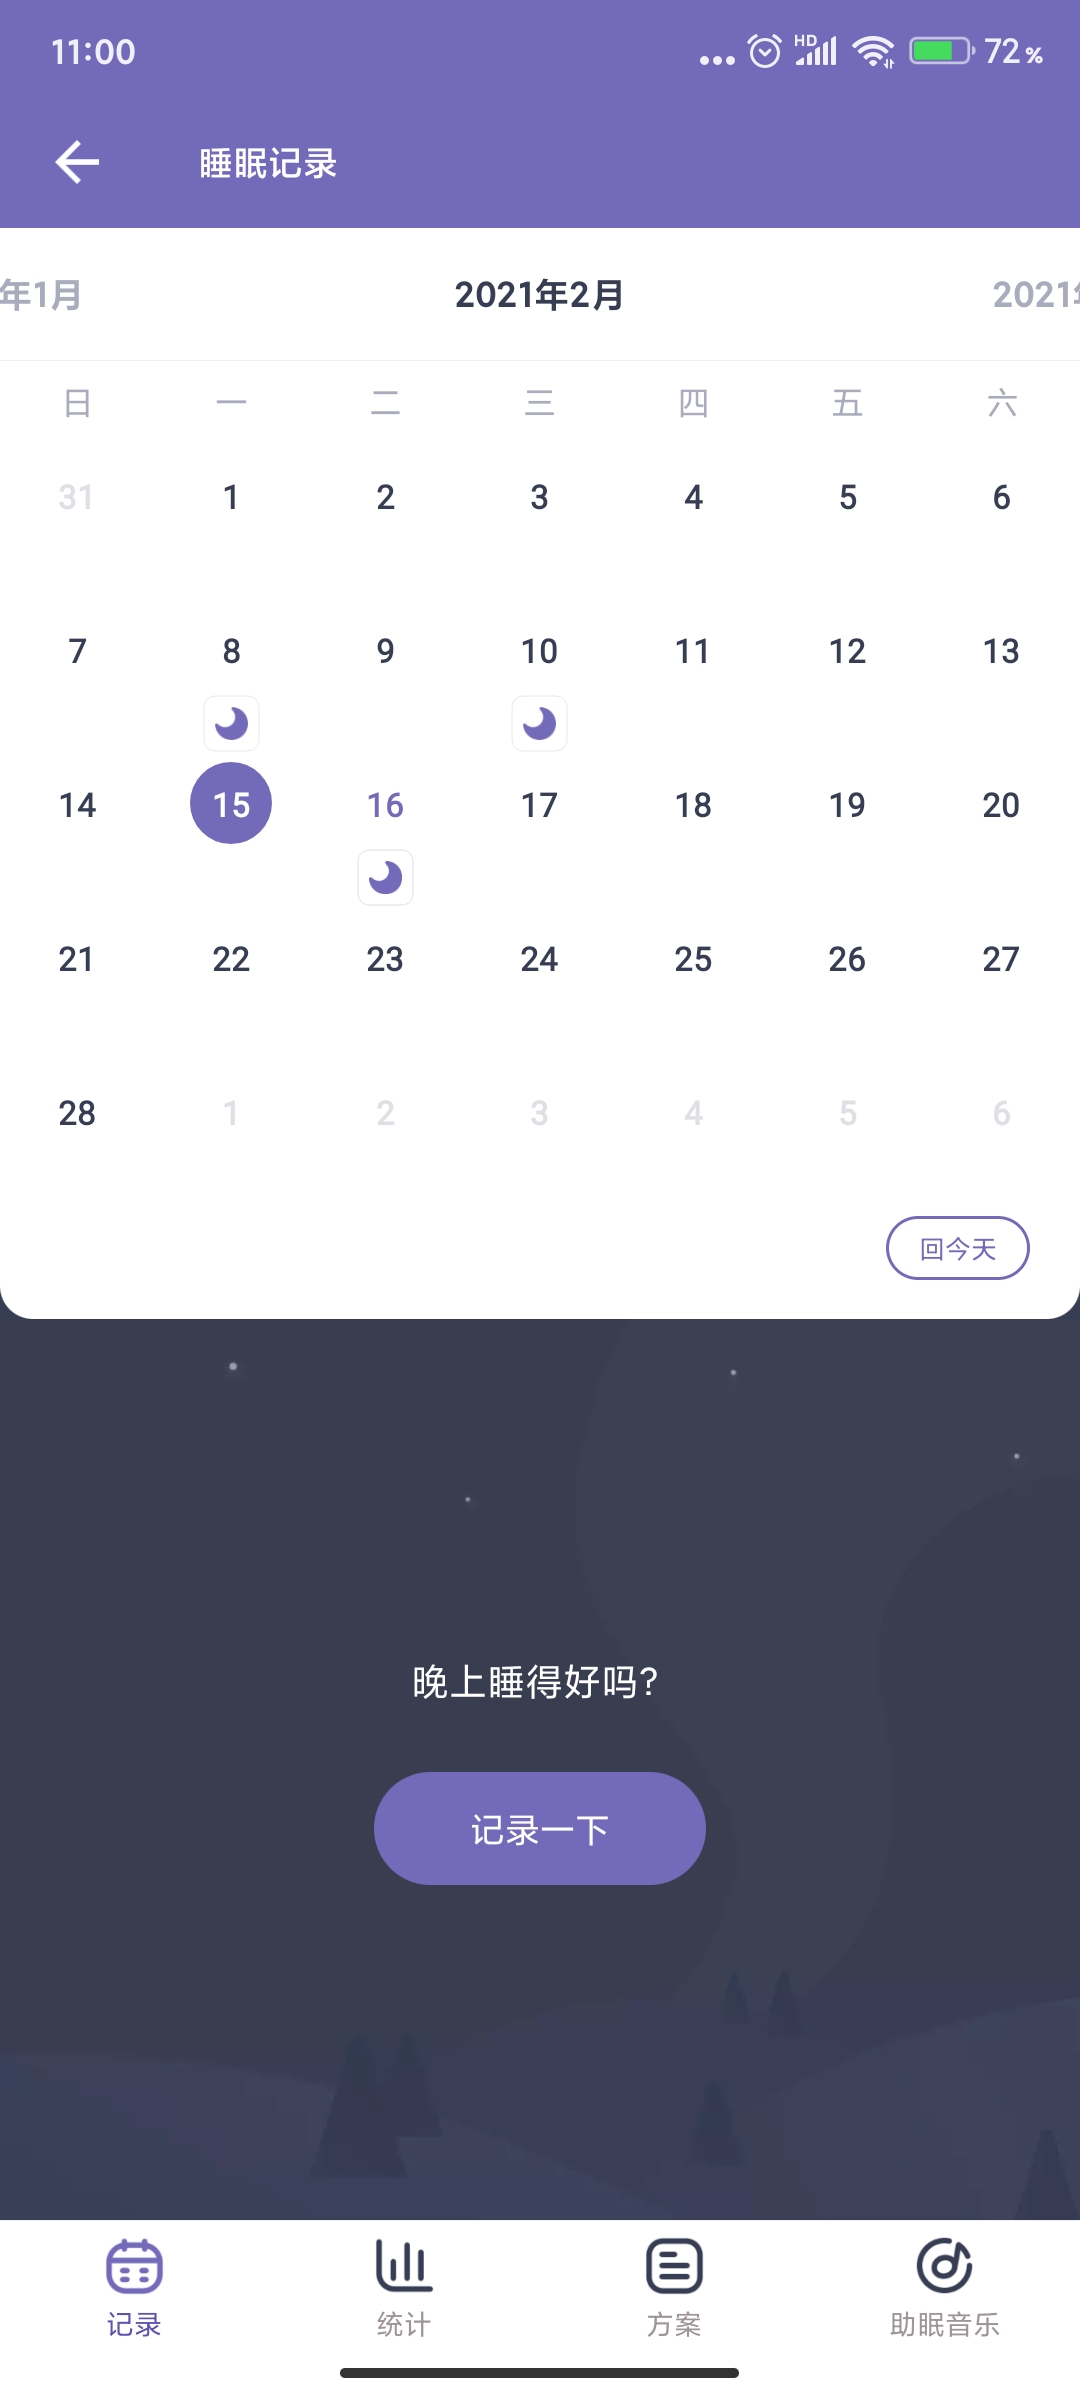 11:00 HD 72%
睡眠记录
年1月 2021年2月 2021
日 一 二 三 四 五 六
31 1 2 3 4 5 6
7 8 9 10 11 12 13
14 15 16 17 18 19 20
21 22 23 24 25 26 27
28 1 2 3 4 5 6
回今天
晚上睡得好吗?
记录一下
记录 统计 方案 助眠音乐